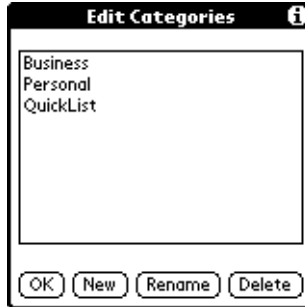 Edit Categories i
Business
Personal
QuickList
OK New Rename Delete